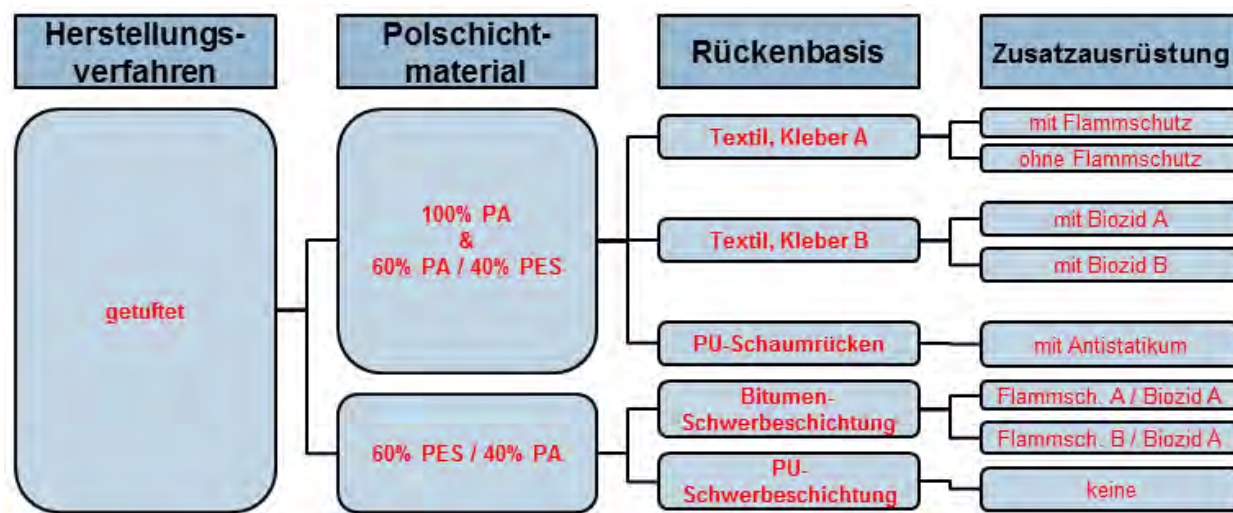 Herstellungs-
verfahren
Polschicht-
material
Rückenbasis
Zusatzausrüstung
getuftet
100% PA
&
60% PA / 40% PES
60% PES / 40% PA
Textil, Kleber A
Textil, Kleber B
PU-Schaumrücken
Bitumen-
Schwerbeschichtung
PU-
Schwerbeschichtung
mit Flammschutz
ohne Flammschutz
mit Biozid A
mit Biozid B
mit Antistatikum
Flammsch. A / Biozid A
Flammsch. B / Biozid A
keine